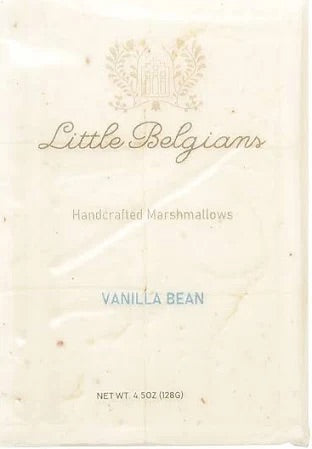 Little Belgians
Handcrafted Marshmallows
VANILLA BEAN
NET WT. 4.5OZ (128G)